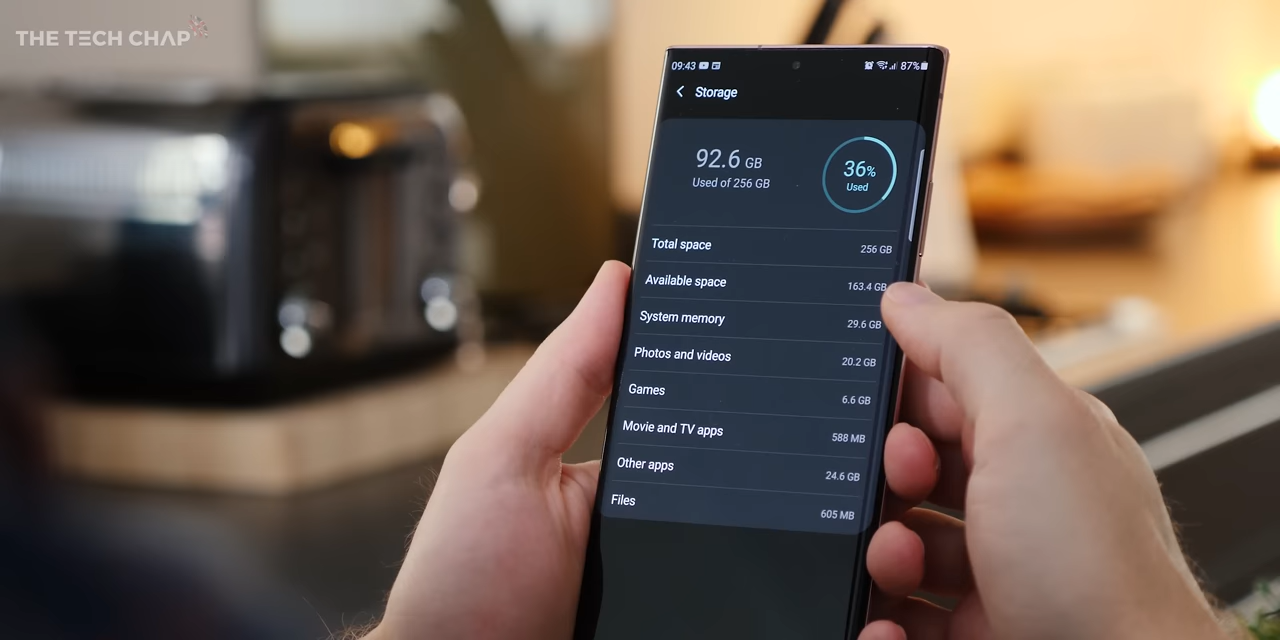 THE TECH CHAP
09:43 87%
Storage
92.6 GB
Used of 256 GB
36%
Used
Total space 256 GB
Available space 163.4 GB
System memory 29.6 GB
Photos and videos 20.2 GB
Games 6.6 GB
Movie and TV apps 588 MB
Other apps 24.6 GB
Files 605 MB